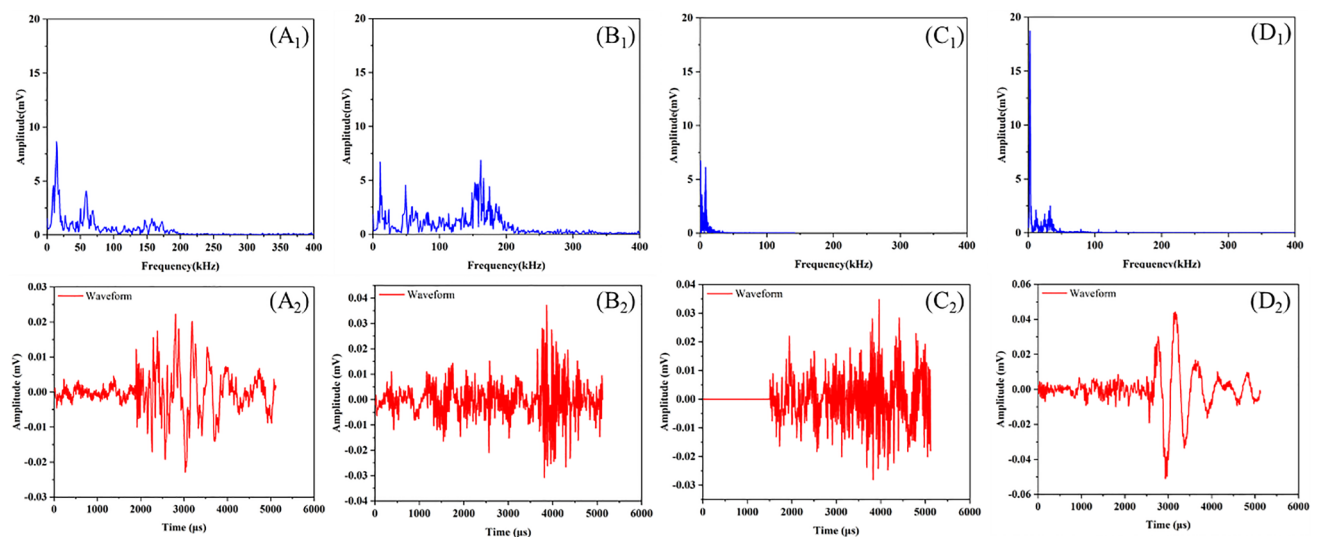 (A1)
20
15
10
5
0
Amplitude(mV)
0 50 100 150 200 250 300 350 400
Frequency(kHz)
(B1)
20
15
10
5
0
Amplitude(mV)
0 100 200 300 400
Frequency(kHz)
(C1)
20
15
10
5
0
Amplitude(mV)
0 100 200 300 400
Frequency(kHz)
(D1)
20
15
10
5
0
Amplitude(mV)
0 100 200 300 400
Frequency(kHz)
(A2)
Waveform
0.03
0.02
0.01
0.00
-0.01
-0.02
-0.03
Amplitude (mV)
0 1000 2000 3000 4000 5000 6000
Time (μs)
(B2)
Waveform
0.04
0.03
0.02
0.01
0.00
-0.01
-0.02
-0.03
-0.04
Amplitude (mV)
0 1000 2000 3000 4000 5000 6000
Time (μs)
(C2)
Waveform
0.04
0.03
0.02
0.01
0.00
-0.01
-0.02
-0.03
Amplitude (mV)
0 1000 2000 3000 4000 5000 6000
Time (μs)
(D2)
Waveform
0.06
0.04
0.02
0.00
-0.02
-0.04
-0.06
Amplitude (mV)
0 1000 2000 3000 4000 5000 6000
Time (μs)